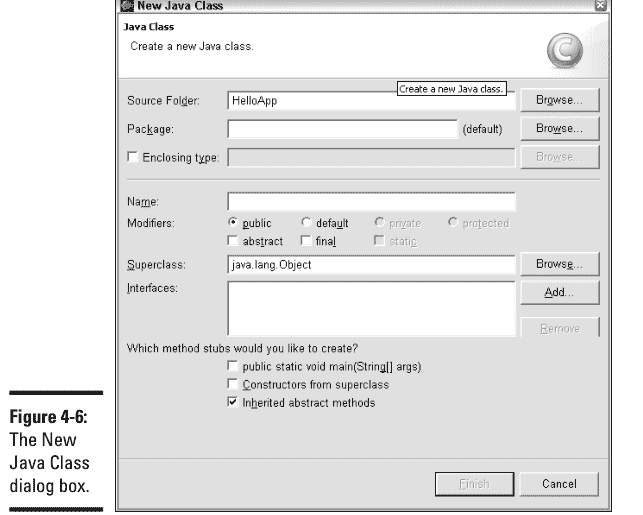 New Java Class
Java Class
Create a new Java class.
Create a new Java class.
Source Folder: HelloApp Browse...
Package: (default) Browse...
Enclosing type: Browse...
Name:
Modifiers: public default private protected
abstract final static
Superclass: java.lang.Object Browse...
Interfaces: Add...
Remove
Which method stubs would you like to create?
public static void main(String[] args)
Constructors from superclass
Inherited abstract methods
Finish Cancel
Figure 4-6:
The New
Java Class
dialog box.